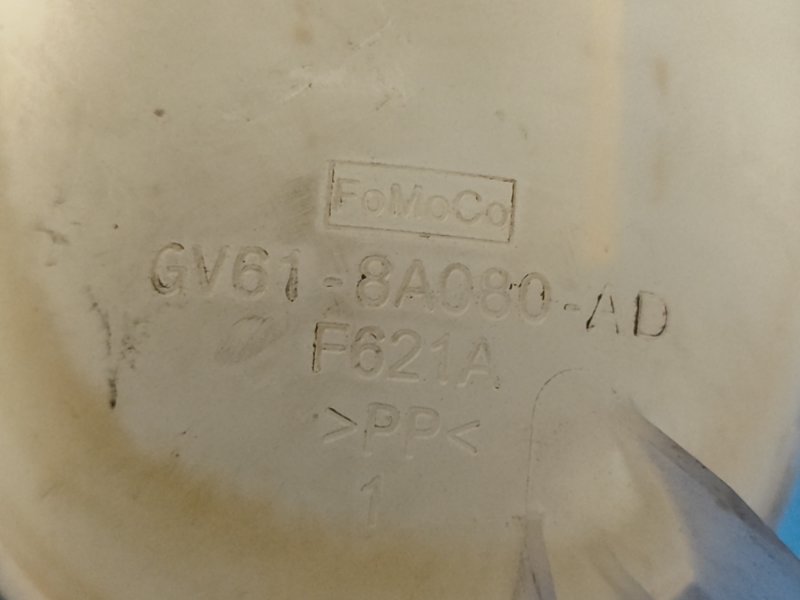 FoMoCo
GV61-8A080-AD
F621A
>PP<
1